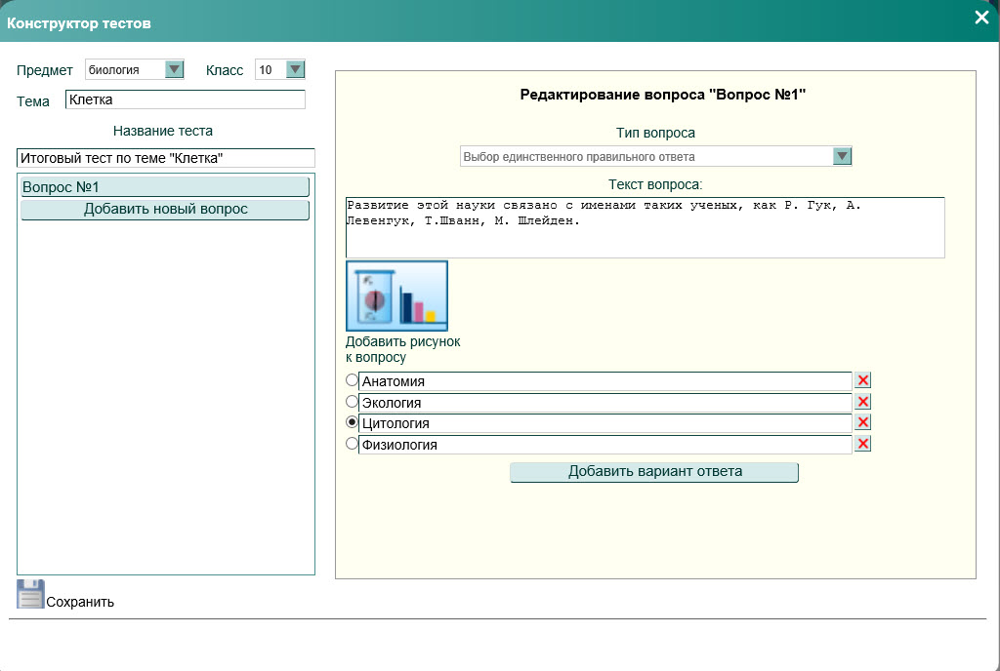 Конструктор тестов
Предмет биология Класс 10
Тема Клетка
Название теста
Итоговый тест по теме "Клетка"
Вопрос №1
Добавить новый вопрос
Сохранить
Редактирование вопроса "Вопрос №1"
Тип вопроса
Выбор единственного правильного ответа
Текст вопроса:
Развитие этой науки связано с именами таких ученых, как Р. Гук, А.
Левенгук, Т.Шванн, М. Шлейден.
Добавить рисунок
к вопросу
Анатомия
Экология
Цитология
Физиология
Добавить вариант ответа